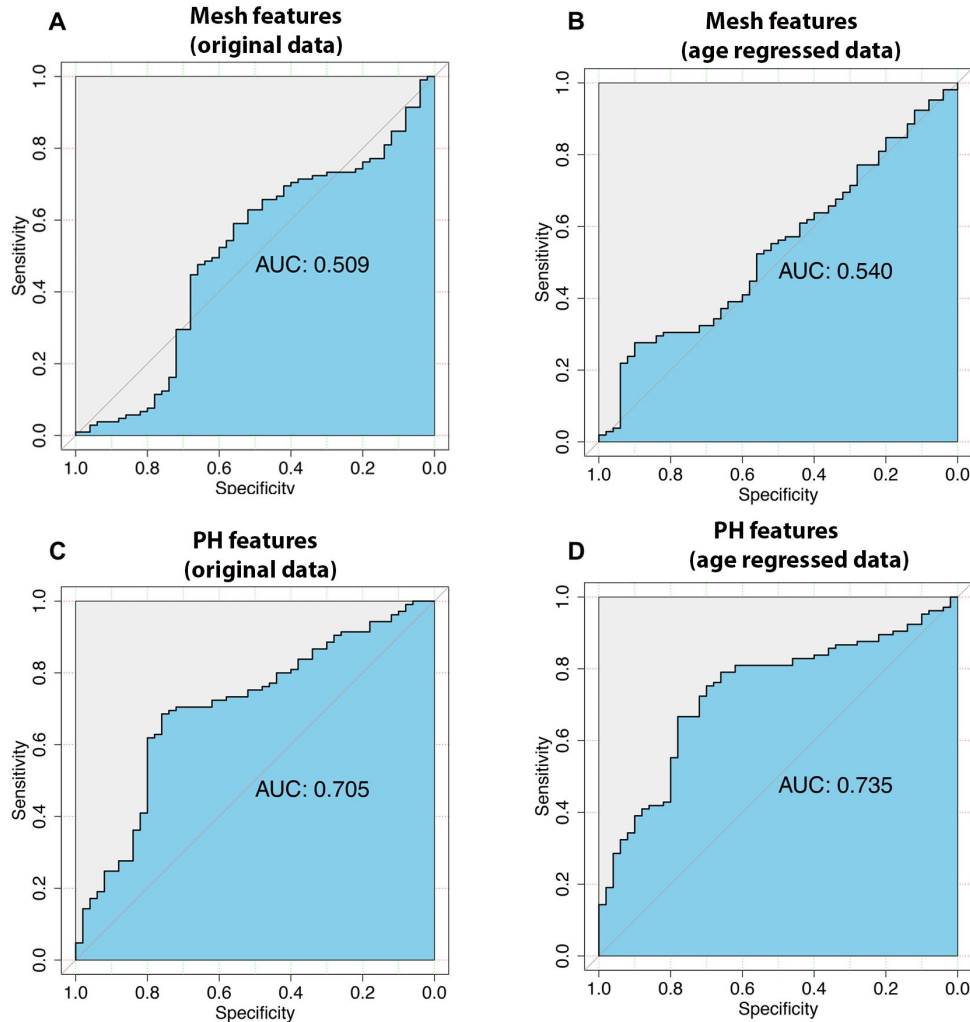 A
Mesh features
(original data)
1.0
0.8
0.6
0.4
0.2
0.0
Sensitivity
AUC: 0.509
1.0 0.8 0.6 0.4 0.2 0.0
Specificity
B
Mesh features
(age regressed data)
1.0
0.8
0.6
0.4
0.2
0.0
Sensitivity
AUC: 0.540
1.0 0.8 0.6 0.4 0.2 0.0
Specificity
C
PH features
(original data)
1.0
0.8
0.6
0.4
0.2
0.0
Sensitivity
AUC: 0.705
1.0 0.8 0.6 0.4 0.2 0.0
Specificity
D
PH features
(age regressed data)
1.0
0.8
0.6
0.4
0.2
0.0
Sensitivity
AUC: 0.735
1.0 0.8 0.6 0.4 0.2 0.0
Specificity